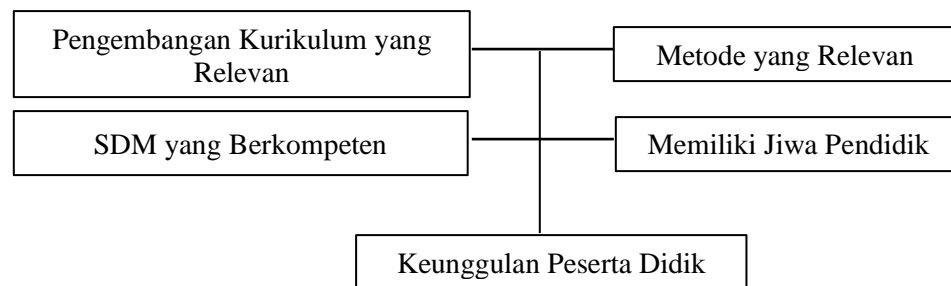 Pengembangan Kurikulum yang
Relevan
Metode yang Relevan
SDM yang Berkompeten
Memiliki Jiwa Pendidik
Keunggulan Peserta Didik